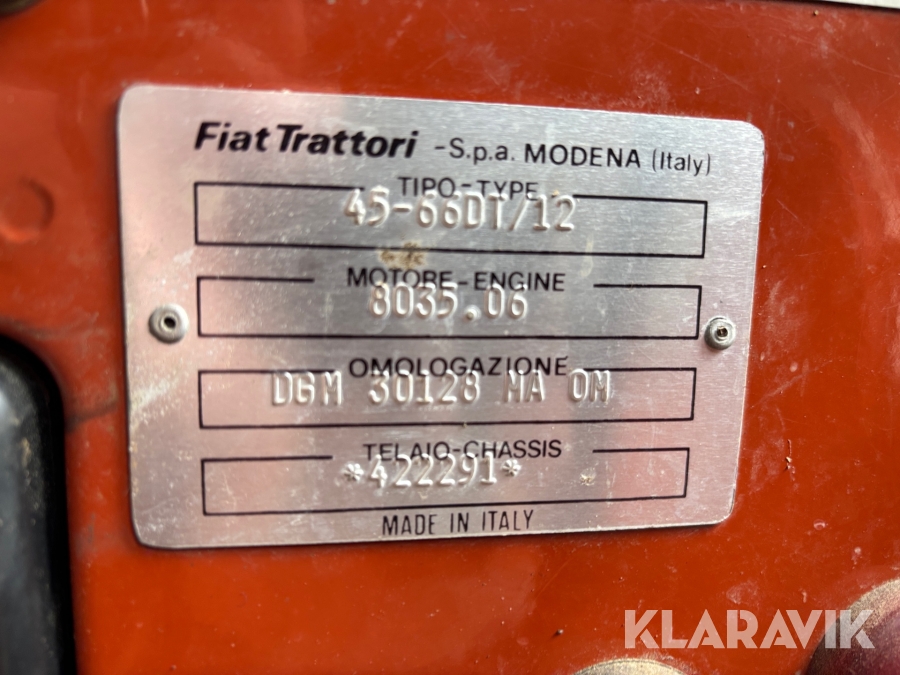 Fiat Trattori - S.p.a. MODENA (Italy)
TIPO-TYPE
45-66DT/12
MOTORE-ENGINE
8035.06
OMOLOGAZIONE
DGM 30128 MA OM
TELAIO-CHASSIS
*422291*
MADE IN ITALY
KLARAVIK